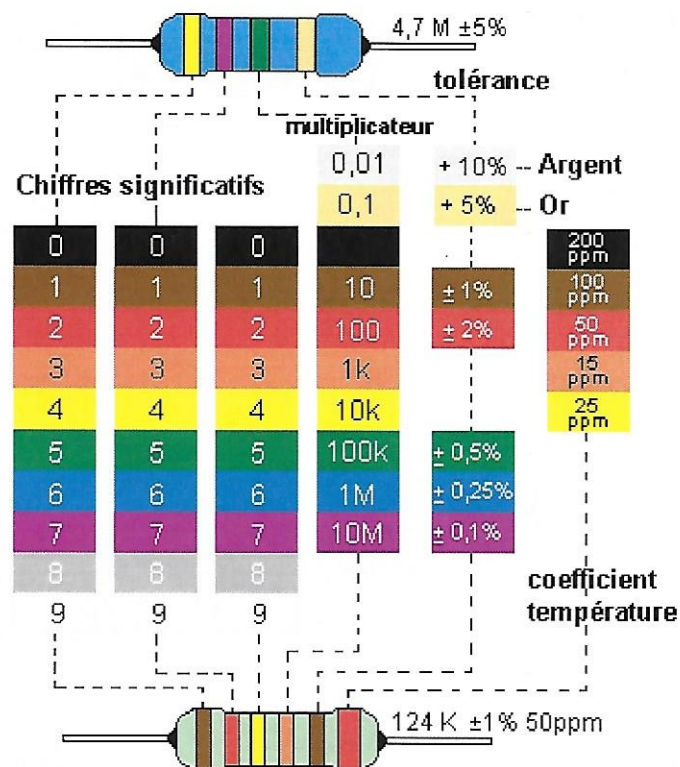 4,7 M ±5%
tolérance
multiplicateur
0,01 + 10% -- Argent
Chiffres significatifs
0,1 + 5% -- Or
0 0 0 200 ppm
1 1 1 10 ± 1% 100 ppm
2 2 2 100 ± 2% 50 ppm
3 3 3 1k 15 ppm
4 4 4 10k 25 ppm
5 5 5 100k ± 0,5%
6 6 6 1M ± 0,25%
7 7 7 10M ± 0,1%
8 8 8
coefficient
température
9 9 9
124 K ±1% 50ppm